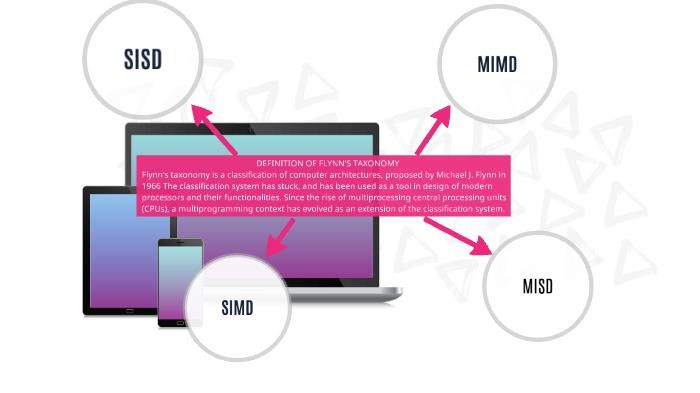 SISD
MIMD
DEFINITION OF FLYNN'S TAXONOMY
Flynn's taxonomy is a classification of computer architectures, proposed by Michael J. Flynn in
1966 The classification system has stuck, and has been used as a tool in design of modern
processors and their functionalities. Since the rise of multiprocessing central processing units
(CPUs), a multiprogramming context has evolved as an extension of the classification system.
MISD
SIMD